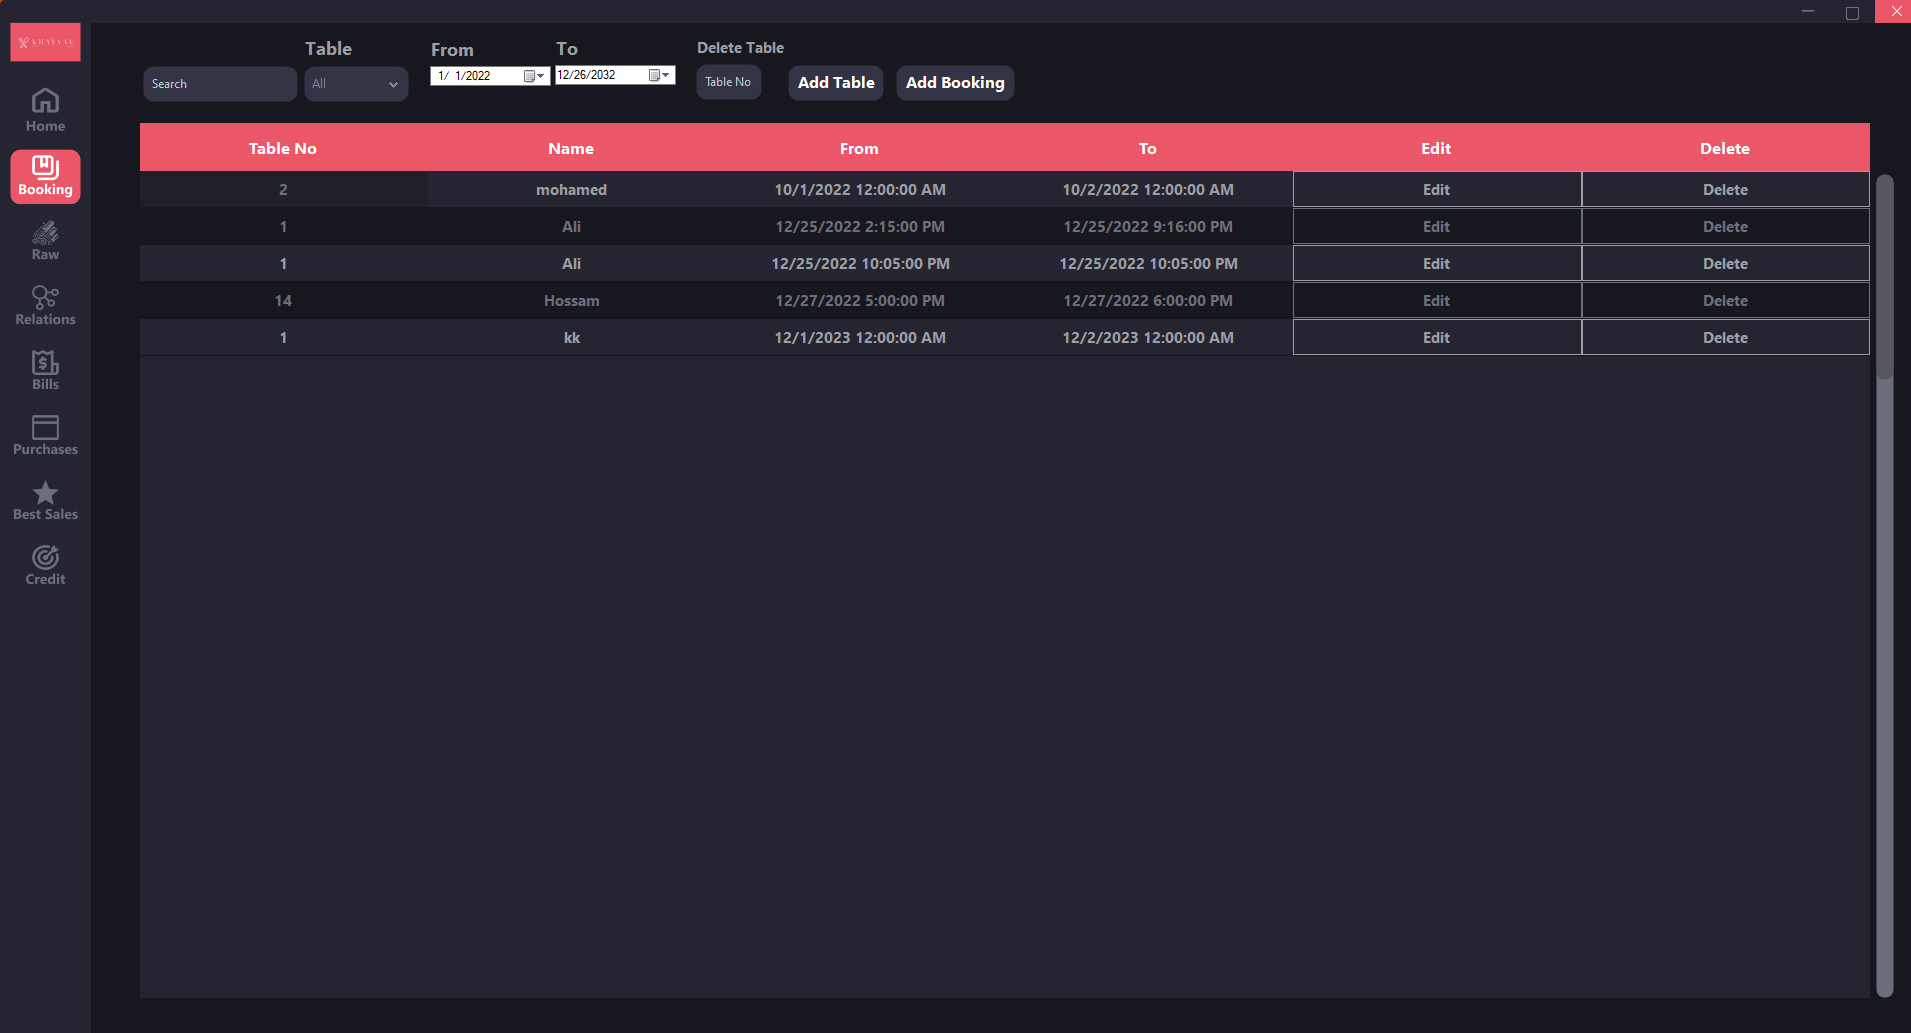 Table
From
To
Delete Table
Search
All
1/ 1/2022
12/26/2032
Table No
Add Table
Add Booking
Home
Booking
Raw
Relations
Bills
Purchases
Best Sales
Credit
Table No Name From To Edit Delete
2 mohamed 10/1/2022 12:00:00 AM 10/2/2022 12:00:00 AM Edit Delete
1 Ali 12/25/2022 2:15:00 PM 12/25/2022 9:16:00 PM Edit Delete
1 Ali 12/25/2022 10:05:00 PM 12/25/2022 10:05:00 PM Edit Delete
14 Hossam 12/27/2022 5:00:00 PM 12/27/2022 6:00:00 PM Edit Delete
1 kk 12/1/2023 12:00:00 AM 12/2/2023 12:00:00 AM Edit Delete